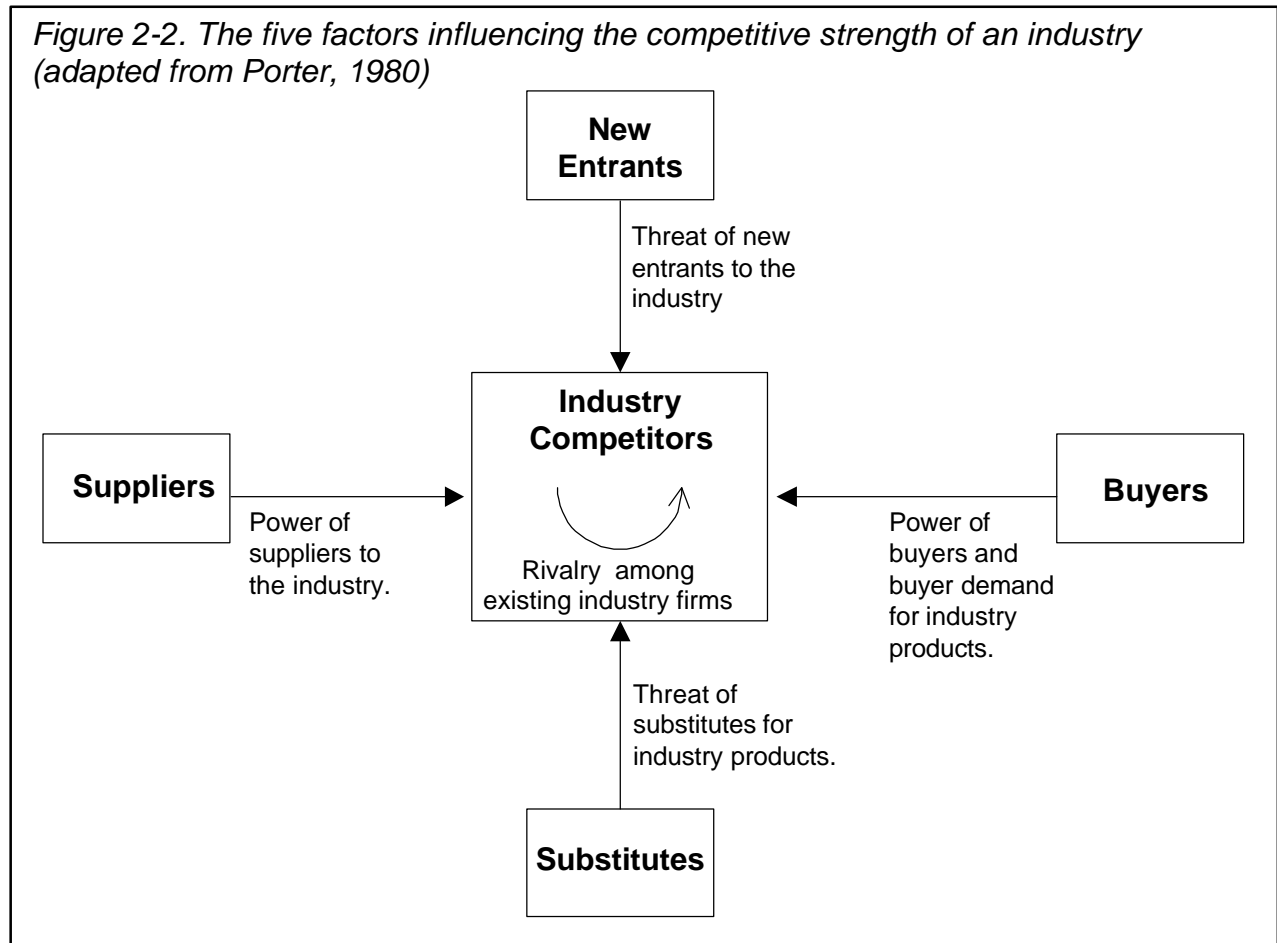 Figure 2-2. The five factors influencing the competitive strength of an industry
(adapted from Porter, 1980)
New
Entrants
Threat of new
entrants to the
industry
Industry
Competitors
Rivalry among
existing industry firms
Suppliers
Power of
suppliers to
the industry.
Buyers
Power of
buyers and
buyer demand
for industry
products.
Threat of
substitutes for
industry products.
Substitutes